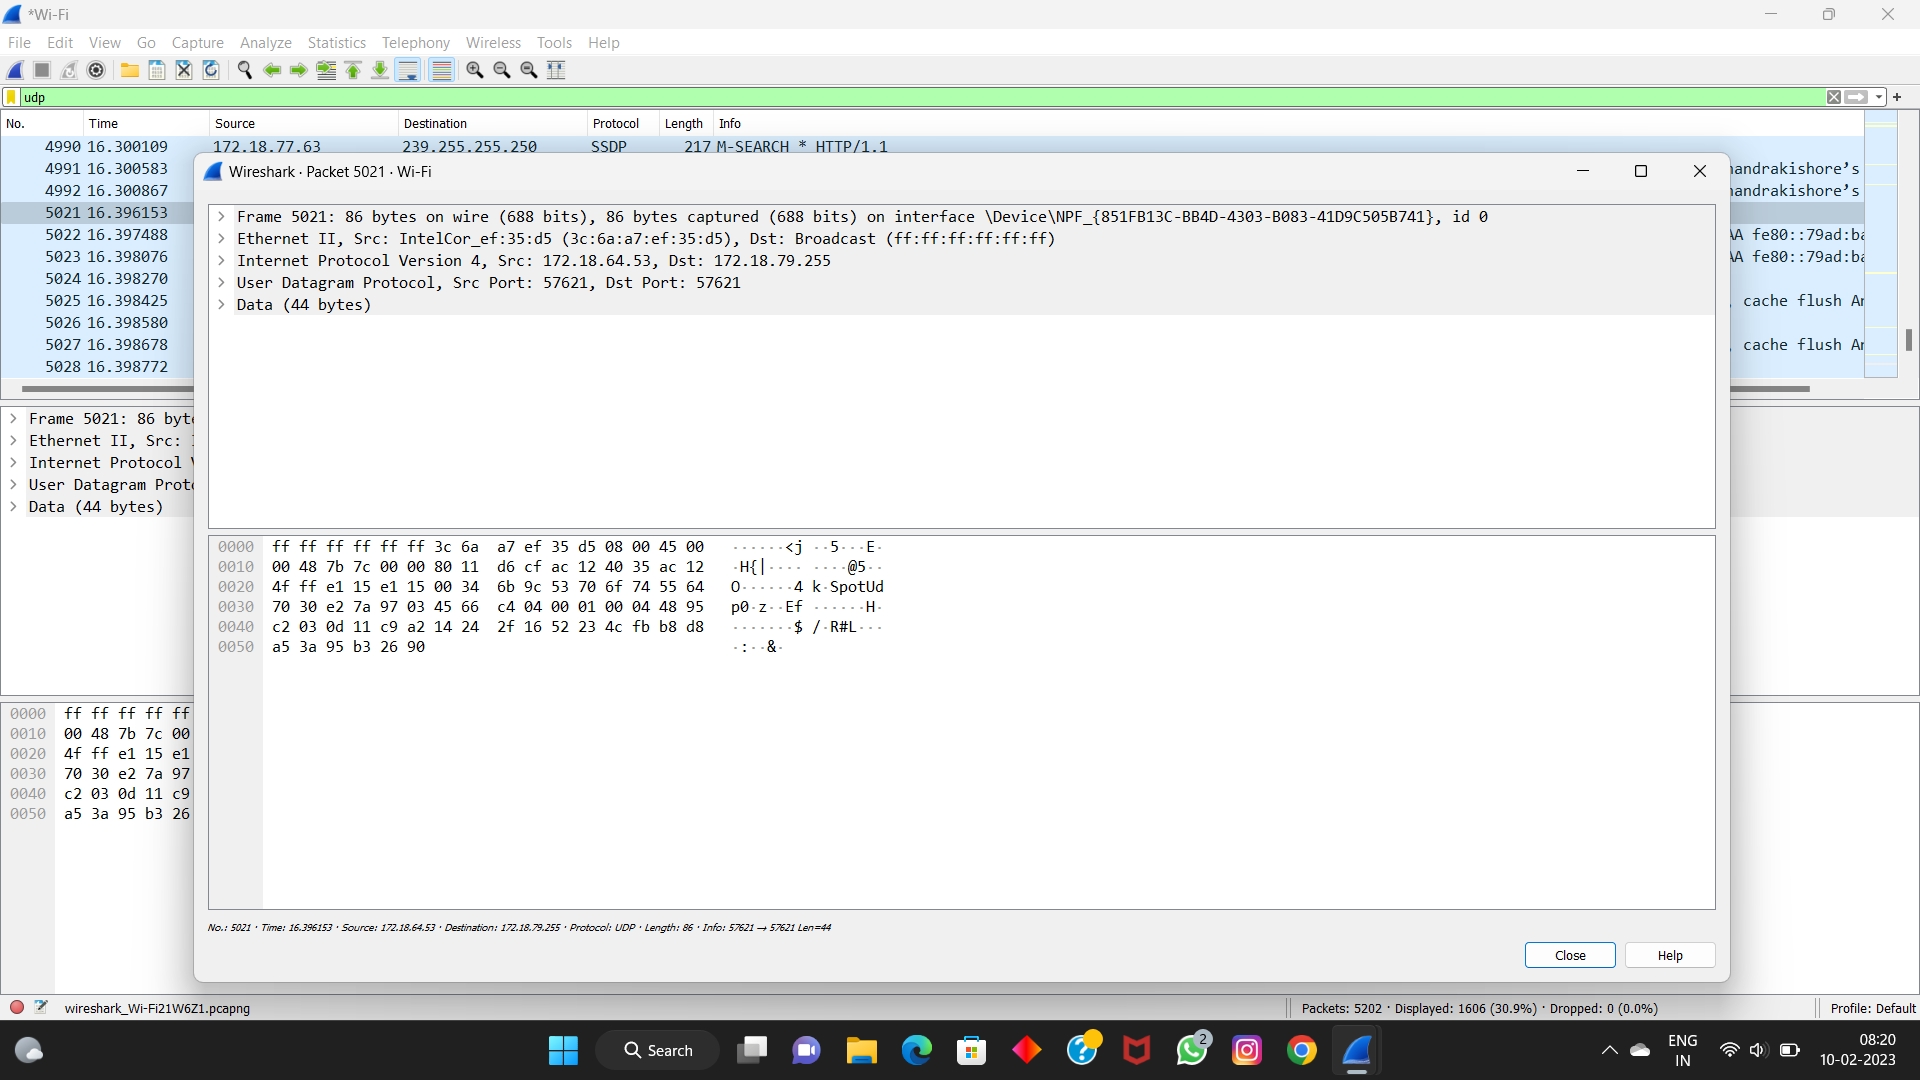 *Wi-Fi
File Edit View Go Capture Analyze Statistics Telephony Wireless Tools Help
udp
No. Time Source Destination Protocol Length Info
4990 16.300109 172.18.77.63 239.255.255.250 SSDP 217 M-SEARCH * HTTP/1.1
4991 16.300583 handrakishore's
4992 16.300867 handrakishore's
5021 16.396153
5022 16.397488 AA fe80::79ad:ba
5023 16.398076 AA fe80::79ad:ba
5024 16.398270
5025 16.398425 , cache flush
5026 16.398580
5027 16.398678 , cache flush
5028 16.398772
Wireshark · Packet 5021 · Wi-Fi
Frame 5021: 86 bytes on wire (688 bits), 86 bytes captured (688 bits) on interface \Device\NPF_{851FB13C-BB4D-4303-B083-41D9C505B741}, id 0
Ethernet II, Src: IntelCor_ef:35:d5 (3c:6a:a7:ef:35:d5), Dst: Broadcast (ff:ff:ff:ff:ff:ff)
Internet Protocol Version 4, Src: 172.18.64.53, Dst: 172.18.79.255
User Datagram Protocol, Src Port: 57621, Dst Port: 57621
Data (44 bytes)
0000 ff ff ff ff ff ff 3c 6a a7 ef 35 d5 08 00 45 00 ······<j ··5···E·
0010 00 48 7b 7c 00 00 80 11 d6 cf ac 12 40 35 ac 12 ·H{|···· ····@5··
0020 4f ff e1 15 e1 15 00 34 6b 9c 53 70 6f 74 55 64 O······4 k·SpotUd
0030 70 30 e2 7a 97 03 45 66 c4 04 00 01 00 04 48 95 p0·z··Ef ······H·
0040 c2 03 0d 11 c9 a2 14 24 2f 16 52 23 4c fb b8 d8 ·······$ /·R#L···
0050 a5 3a 95 b3 26 90 ·:··&·
No.: 5021 · Time: 16.396153 · Source: 172.18.64.53 · Destination: 172.18.79.255 · Protocol: UDP · Length: 86 · Info: 57621 → 57621 Len=44
Close Help
Frame 5021: 86 byte
Ethernet II, Src:
Internet Protocol
User Datagram Proto
Data (44 bytes)
0000 ff ff ff ff ff
0010 00 48 7b 7c 00
0020 4f ff e1 15 e1
0030 70 30 e2 7a 97
0040 c2 03 0d 11 c9
0050 a5 3a 95 b3 26
wireshark_Wi-Fi21W6Z1.pcapng
Packets: 5202 · Displayed: 1606 (30.9%) · Dropped: 0 (0.0%)
Profile: Default
Search
2
ENG
IN
08:20
10-02-2023